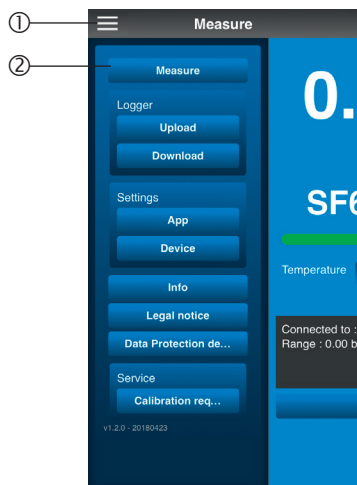 ①
Measure
②
Measure
Logger
Upload
Download
Settings
App
Device
Info
Legal notice
Data Protection de...
Service
Calibration req...
v1.2.0 - 20180423
0.
SF6
Temperature
Connected to :
Range : 0.00 b